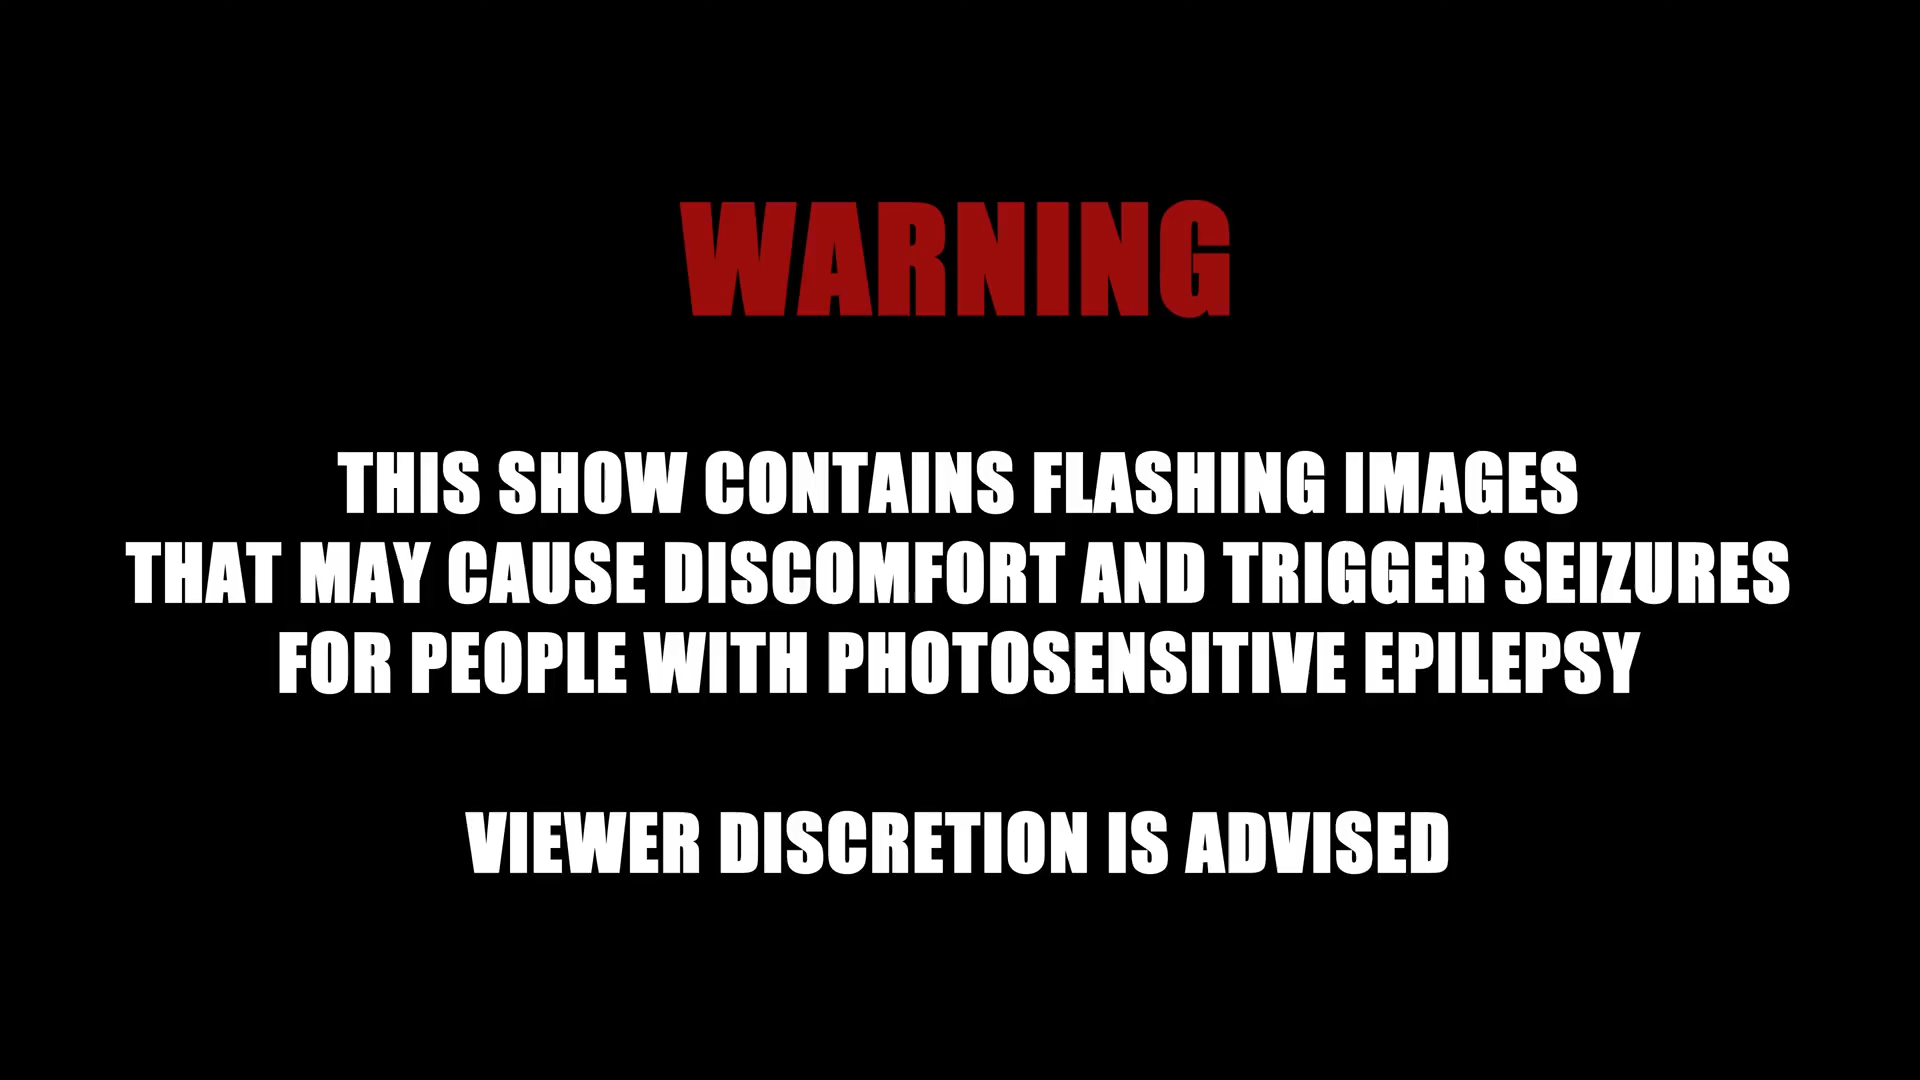 WARNING
THIS SHOW CONTAINS FLASHING IMAGES
THAT MAY CAUSE DISCOMFORT AND TRIGGER SEIZURES
FOR PEOPLE WITH PHOTOSENSITIVE EPILEPSY
VIEWER DISCRETION IS ADVISED